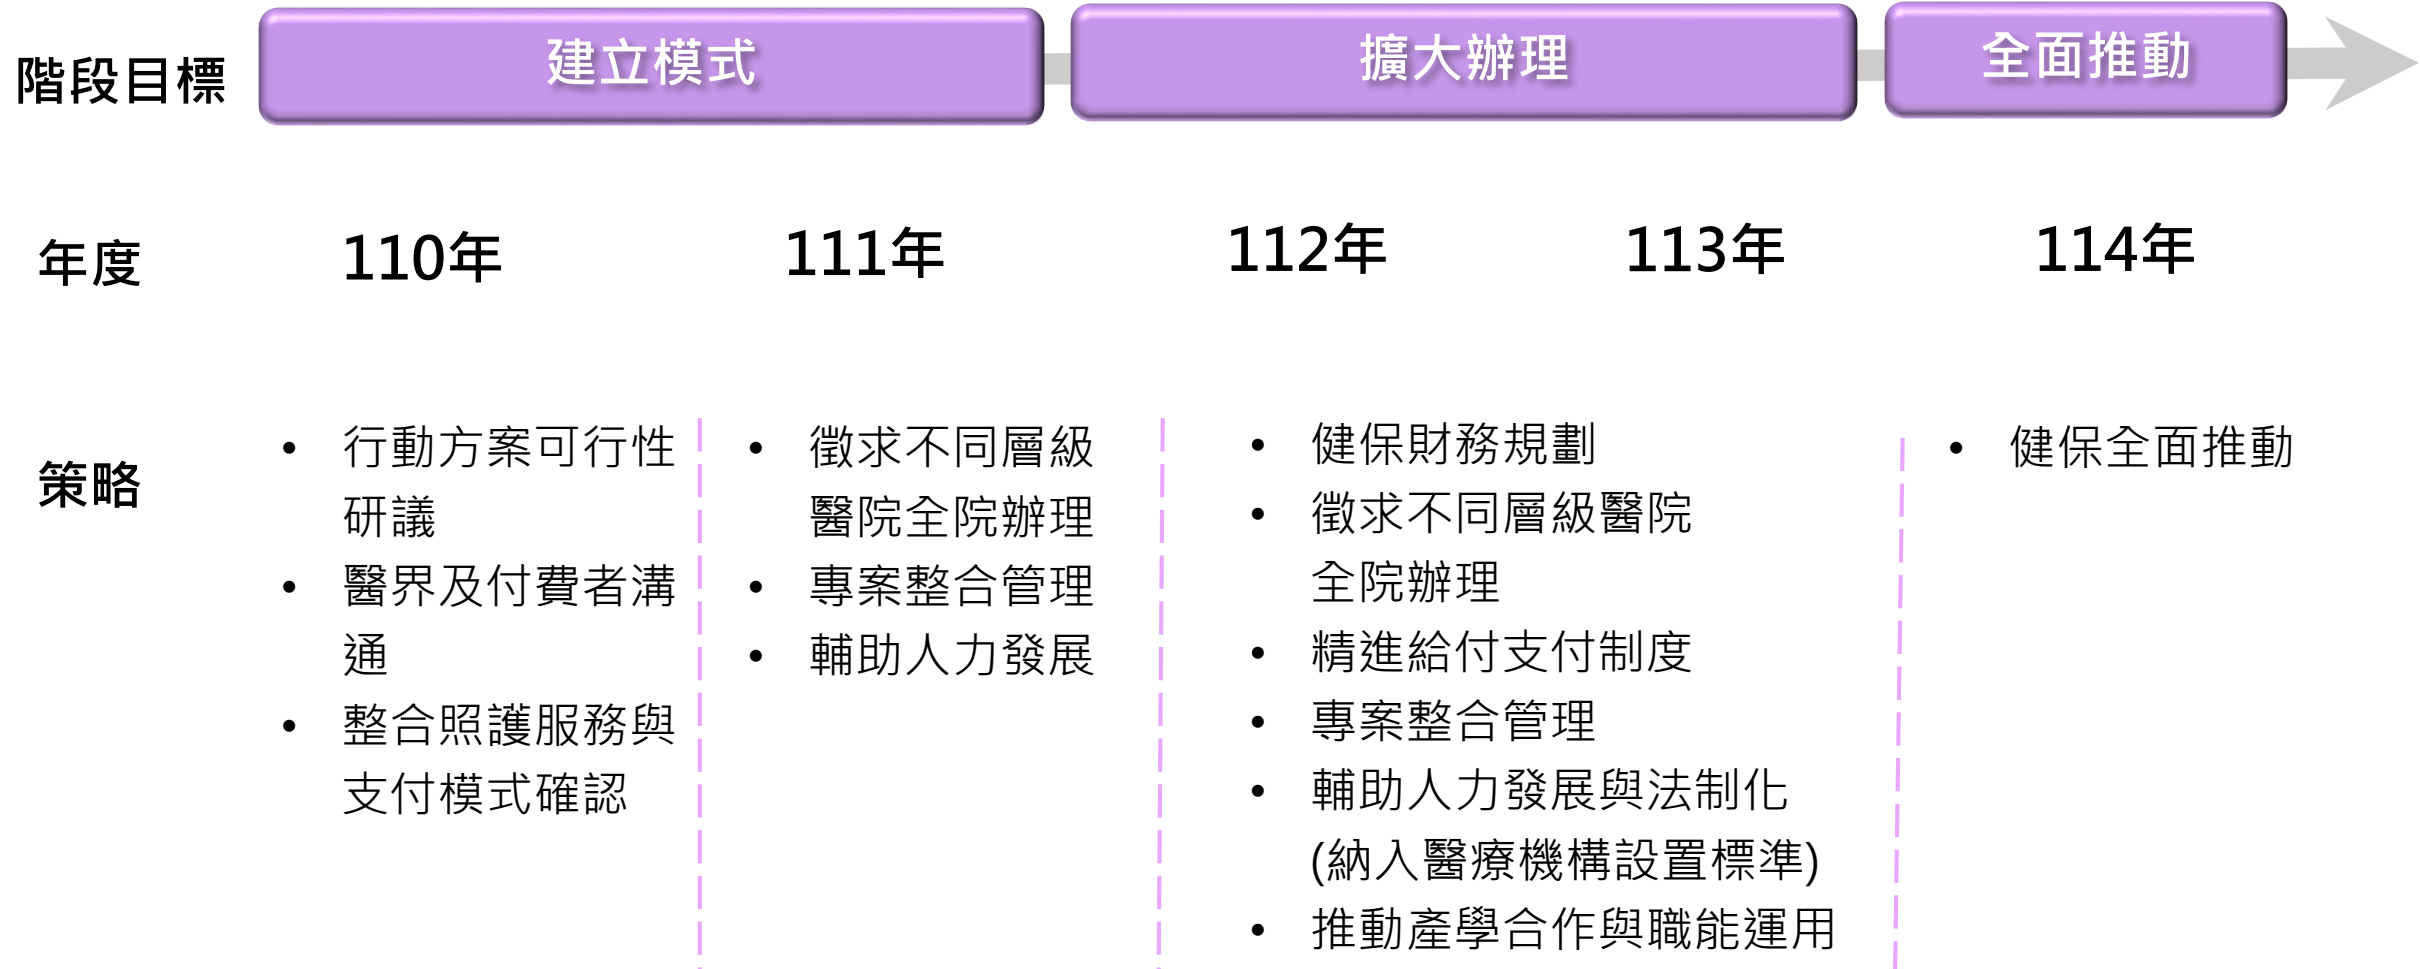 階段目標
建立模式
擴大辦理
全面推動
年度
110年
111年
112年
113年
114年
策略
• 行動方案可行性
研議
• 醫界及付費者溝
通
• 整合照護服務與
支付模式確認
• 徵求不同層級
醫院全院辦理
• 專案整合管理
• 輔助人力發展
• 健保財務規劃
• 徵求不同層級醫院
全院辦理
• 精進給付支付制度
• 專案整合管理
• 輔助人力發展與法制化
(納入醫療機構設置標準)
• 推動產學合作與職能運用
• 健保全面推動